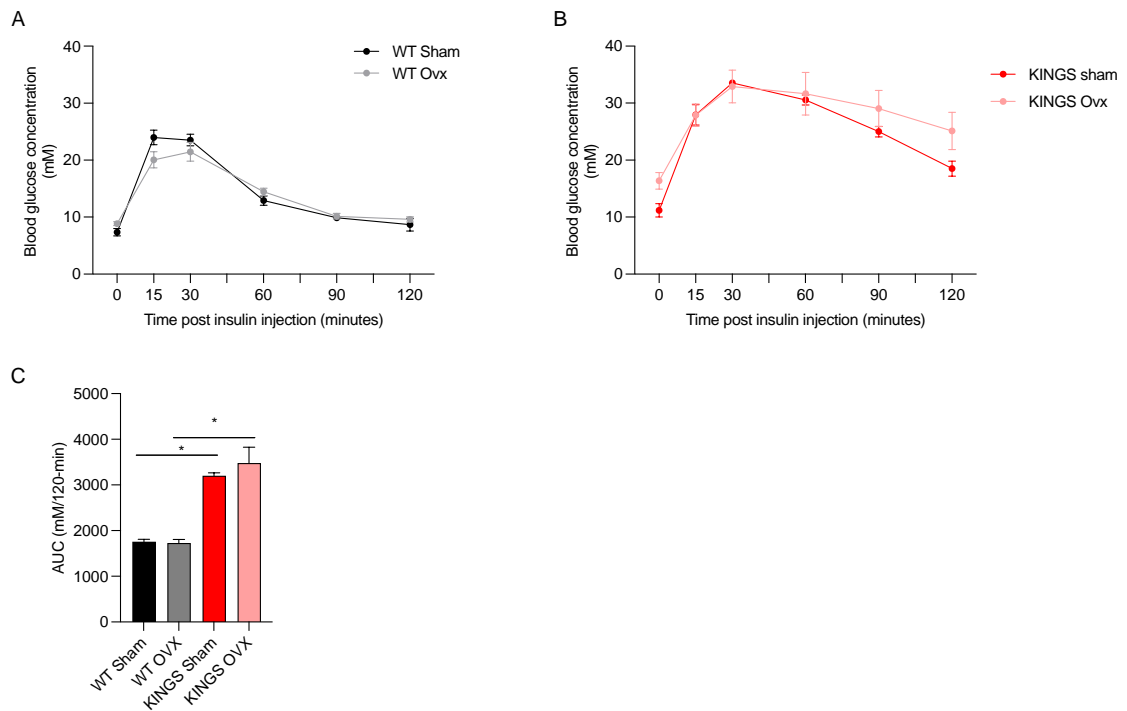 A
WT Sham
WT Ovx
40
30
20
10
0
Blood glucose concentration
(mM)
0 15 30 60 90 120
Time post insulin injection (minutes)
B
KINGS sham
KINGS Ovx
40
30
20
10
0
Blood glucose concentration
(mM)
0 15 30 60 90 120
Time post insulin injection (minutes)
C
5000
4000
3000
2000
1000
0
AUC (mM/120-min)
*
*
WT Sham
WT OVX
KINGS Sham
KINGS OVX